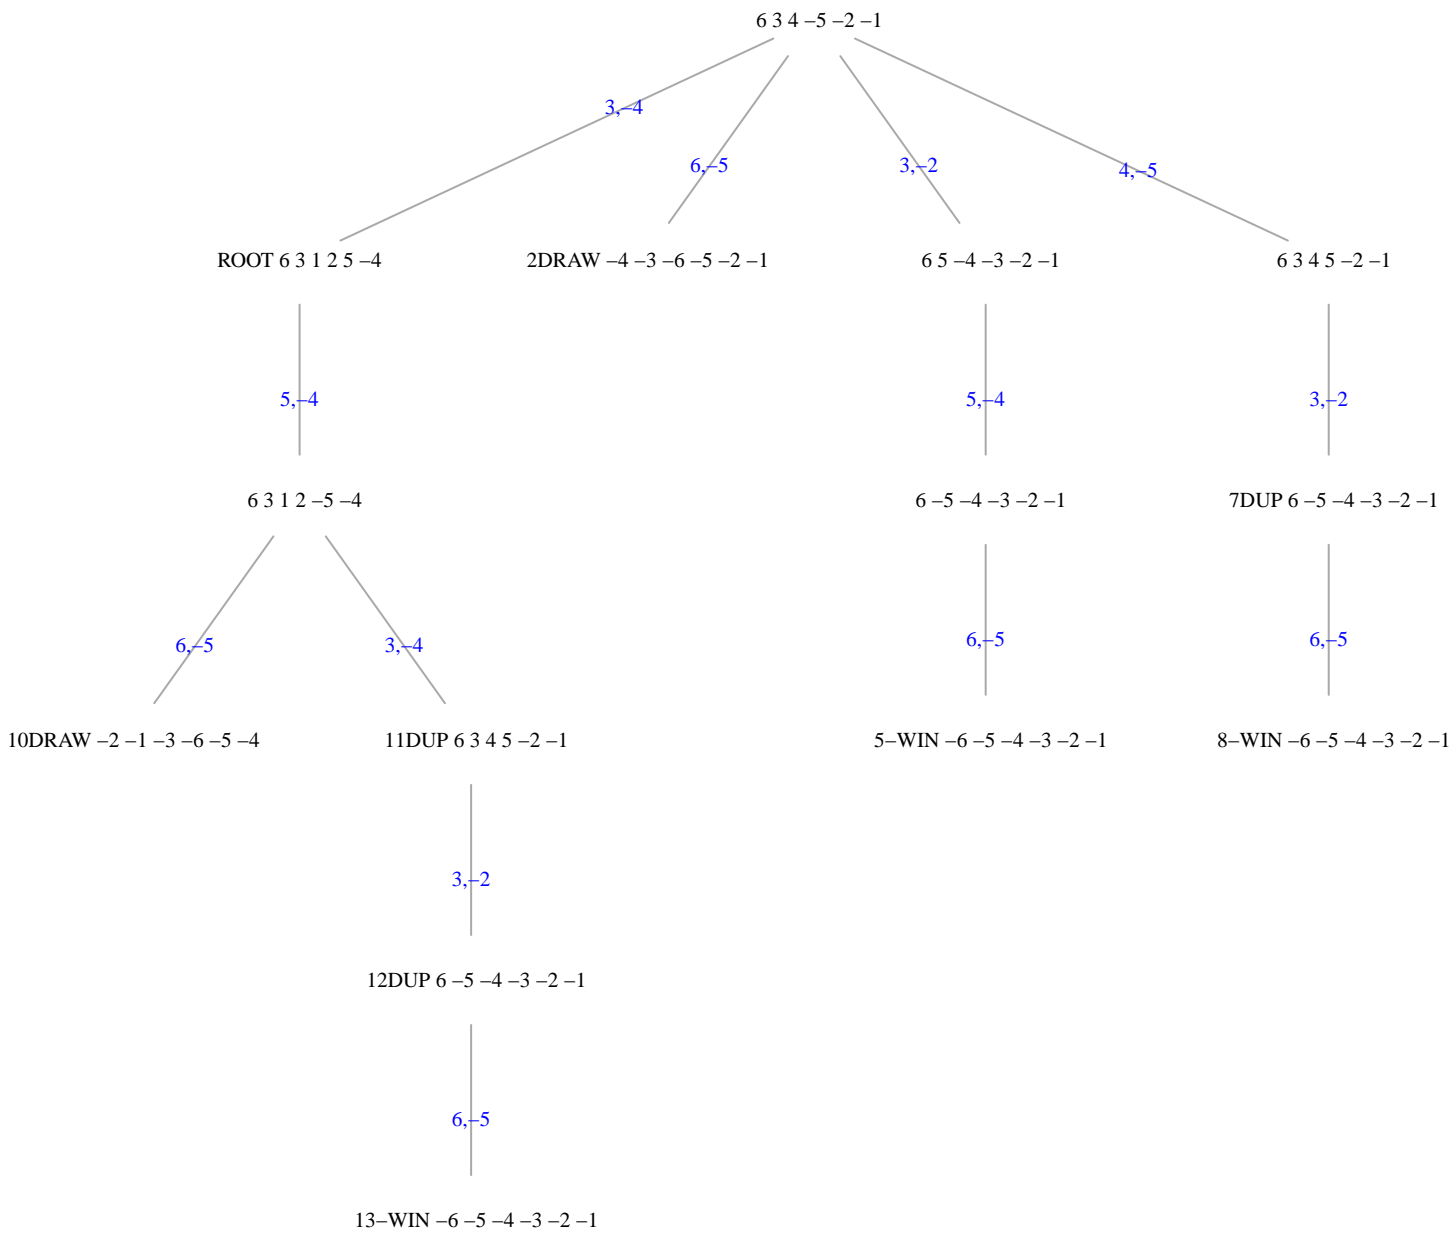 6 3 4 –5 –2 –1
3,–4
6,–5
3,–2
4,–5
ROOT 6 3 1 2 5 –4
2DRAW –4 –3 –6 –5 –2 –1
6 5 –4 –3 –2 –1
6 3 4 5 –2 –1
5,–4
5,–4
3,–2
6 3 1 2 –5 –4
6 –5 –4 –3 –2 –1
7DUP 6 –5 –4 –3 –2 –1
6,–5
3,–4
6,–5
6,–5
10DRAW –2 –1 –3 –6 –5 –4
11DUP 6 3 4 5 –2 –1
5–WIN –6 –5 –4 –3 –2 –1
8–WIN –6 –5 –4 –3 –2 –1
3,–2
12DUP 6 –5 –4 –3 –2 –1
6,–5
13–WIN –6 –5 –4 –3 –2 –1